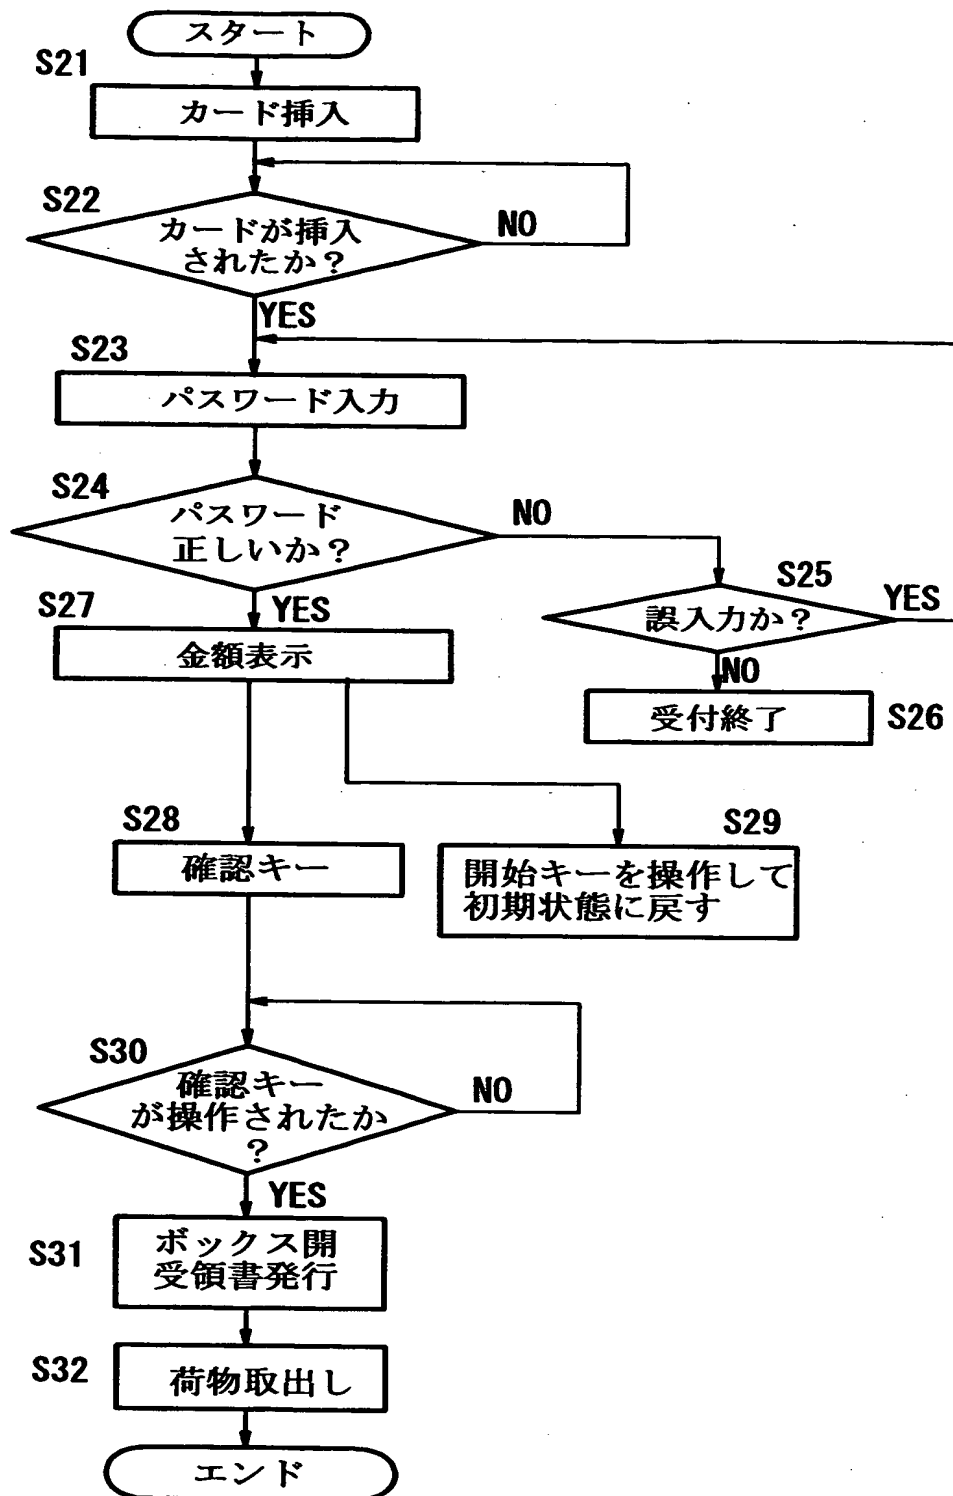 スタート
S21
カード挿入
S22
カードが挿入
されたか?
NO
YES
S23
パスワード入力
S24
パスワード
正しいか?
NO
S25
誤入力か?
YES
S27
YES
金額表示
NO
受付終了
S26
S28
確認キー
S29
開始キーを操作して
初期状態に戻す
S30
確認キー
が操作されたか
?
NO
YES
S31
ボックス開
受領書発行
S32
荷物取出し
エンド